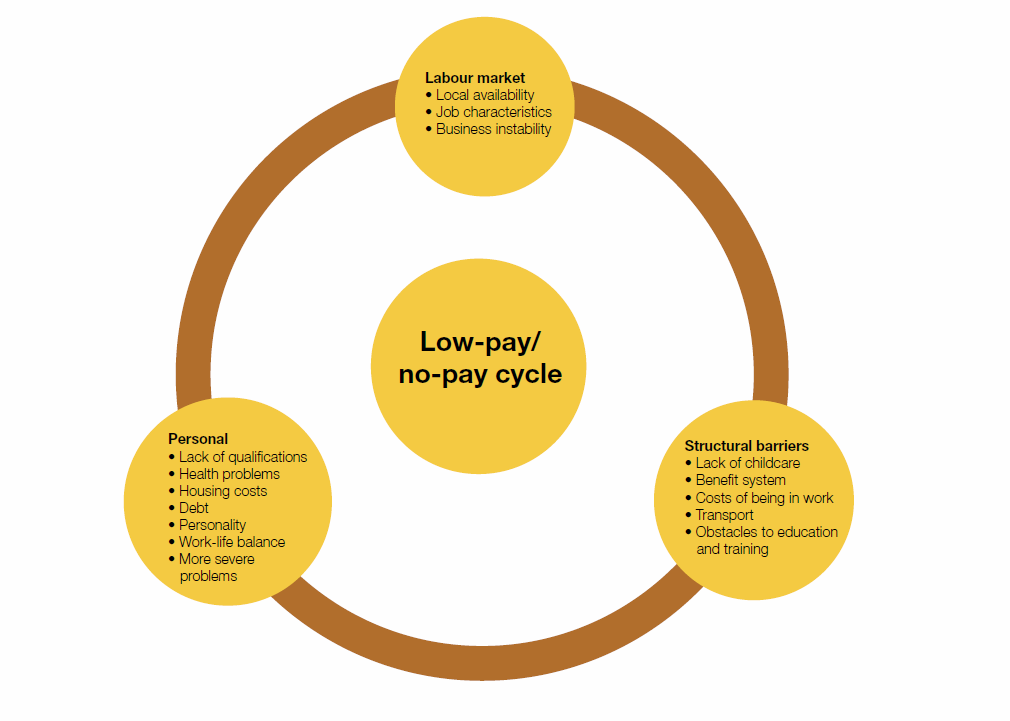 Labour market
• Local availability
• Job characteristics
• Business instability
Low-pay/
no-pay cycle
Personal
• Lack of qualifications
• Health problems
• Housing costs
• Debt
• Personality
• Work-life balance
• More severe
problems
Structural barriers
• Lack of childcare
• Benefit system
• Costs of being in work
• Transport
• Obstacles to education
and training